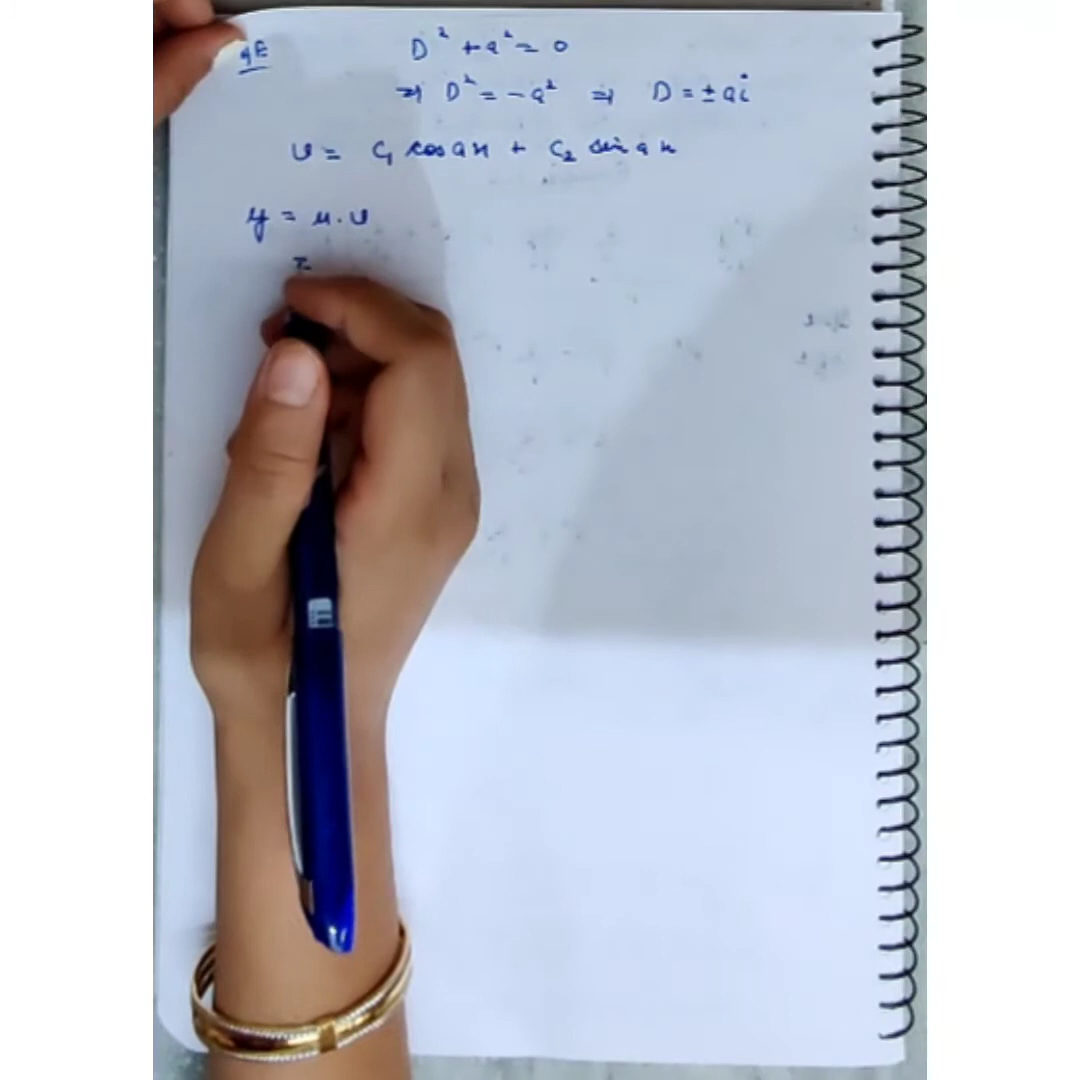 AE D² + a² = 0
⇒ D² = -a² ⇒ D = ± ai
v = C₁ cos ax + C₂ sin ax
y = u.v
=